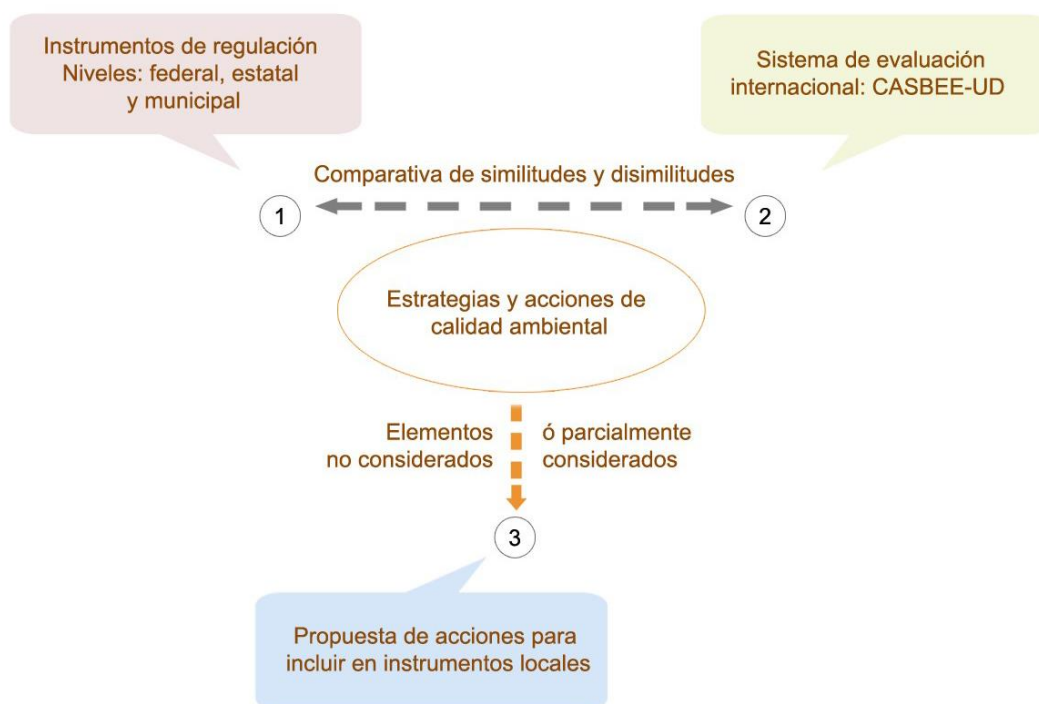 Instrumentos de regulación
Niveles: federal, estatal
y municipal
Sistema de evaluación
internacional: CASBEE-UD
Comparativa de similitudes y disimilitudes
1
2
Estrategias y acciones de
calidad ambiental
Elementos
no considerados
ó parcialmente
considerados
3
Propuesta de acciones para
incluir en instrumentos locales